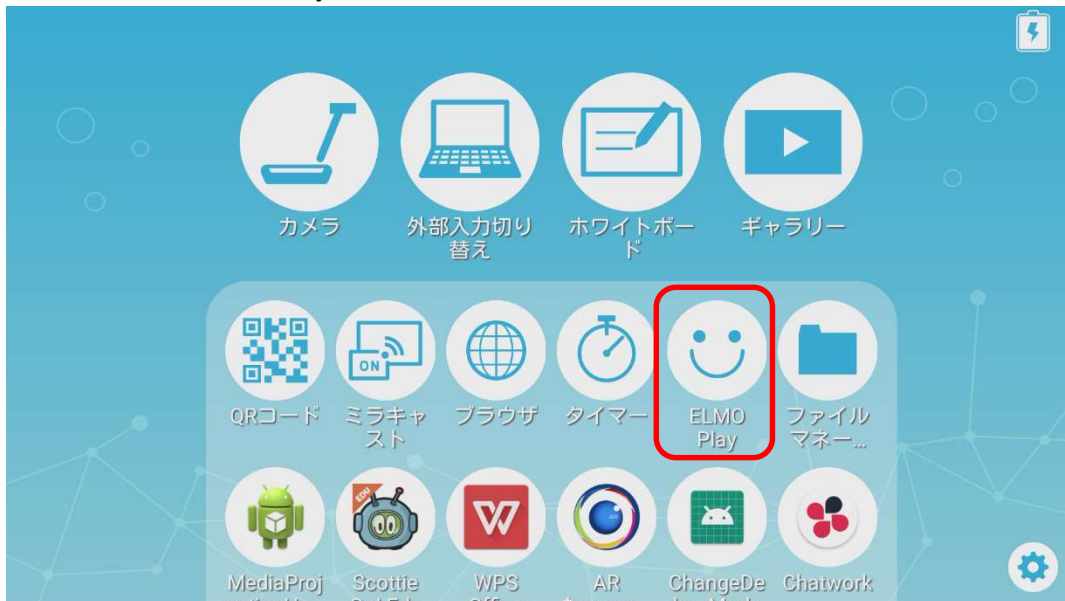 カメラ
外部入力切り
替え
ホワイトボー
ド
ギャラリー
ON
QRコード
ミラキャ
スト
ブラウザ
タイマー
ELMO
Play
ファイル
マネー...
EDU
MediaProj
Scottie
WPS
AR
ChangeDe
Chatwork